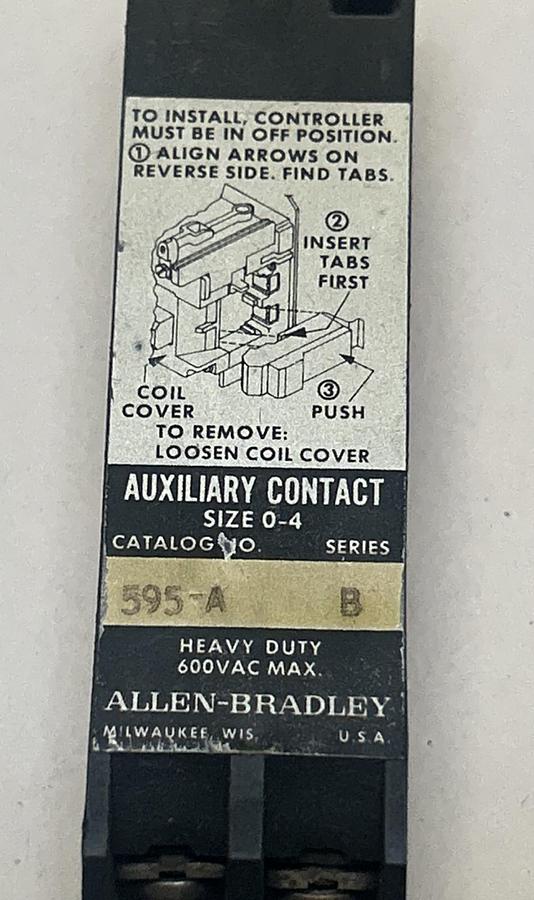 TO INSTALL, CONTROLLER
MUST BE IN OFF POSITION.
① ALIGN ARROWS ON
REVERSE SIDE. FIND TABS.
②
INSERT
TABS
FIRST
COIL
COVER
③
PUSH
TO REMOVE:
LOOSEN COIL COVER
AUXILIARY CONTACT
SIZE 0-4
CATALOG NO. SERIES
595-A B
HEAVY DUTY
600VAC MAX.
ALLEN-BRADLEY
MILWAUKEE, WIS. U.S.A.